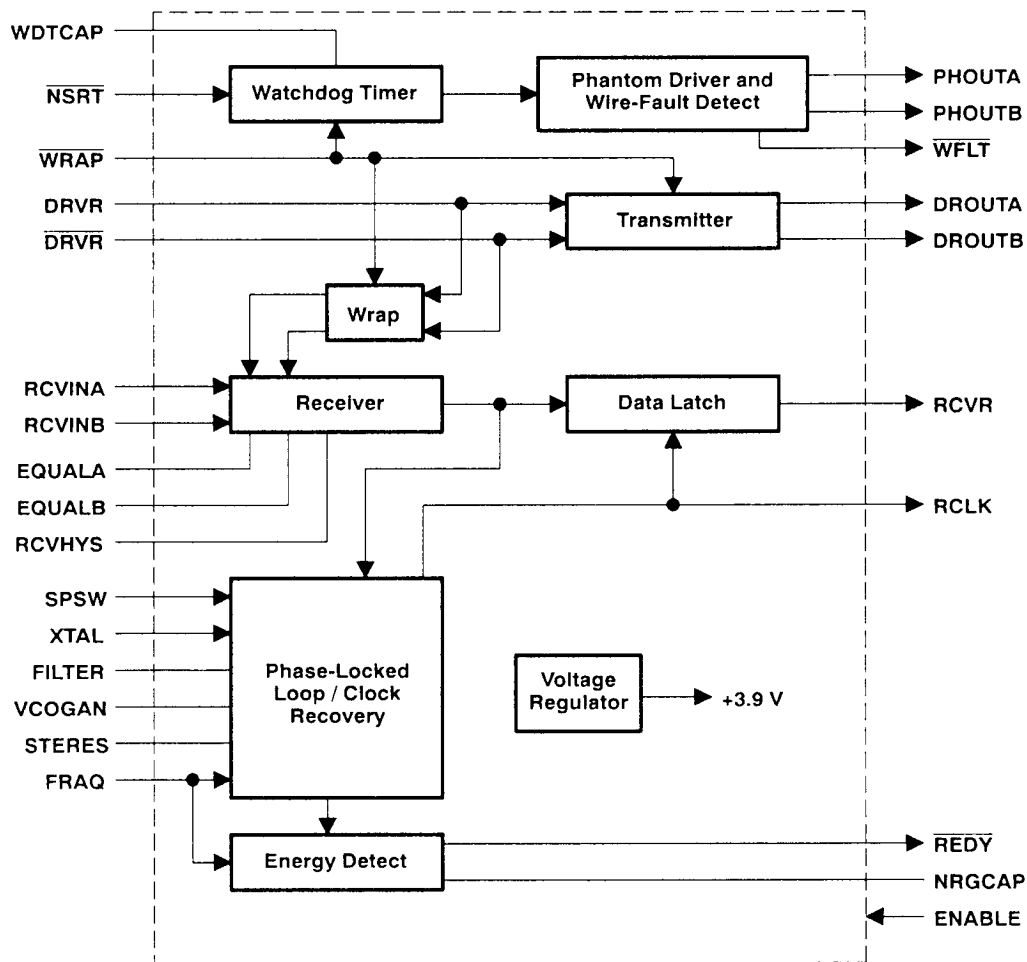 WDTCAP
NSRT
Watchdog Timer
Phantom Driver and
Wire-Fault Detect
PHOUTA
PHOUTB
WFLT
WRAP
DRVR
DRVR
Transmitter
DROUTA
DROUTB
Wrap
RCVINA
RCVINB
Receiver
Data Latch
RCVR
EQUALA
EQUALB
RCVHYS
RCLK
SPSW
XTAL
FILTER
VCOGAN
STERES
FRAQ
Phase-Locked
Loop / Clock
Recovery
Voltage
Regulator
+3.9 V
Energy Detect
REDY
NRGCAP
ENABLE